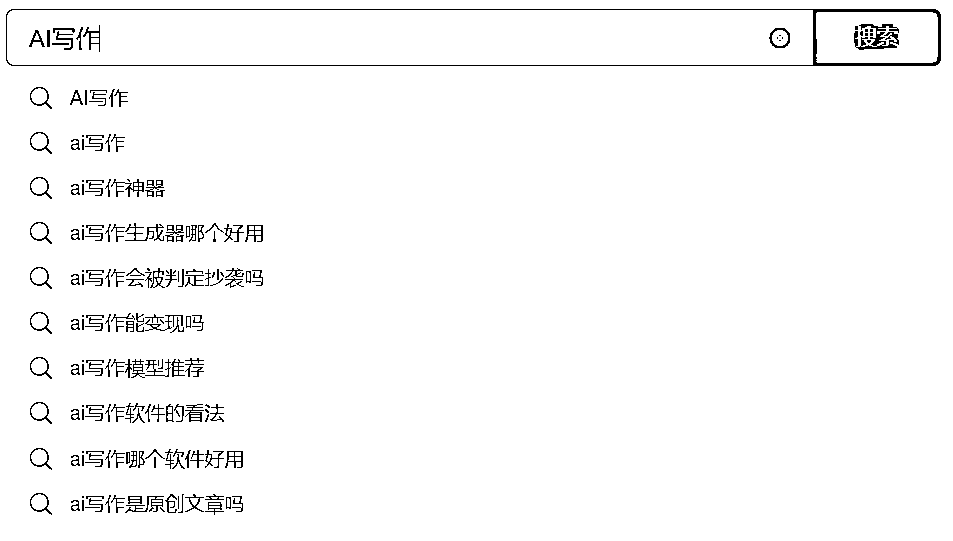 AI写作
搜索
AI写作
ai写作
ai写作神器
ai写作生成器哪个好用
ai写作会被判定抄袭吗
ai写作能变现吗
ai写作模型推荐
ai写作软件的看法
ai写作哪个软件好用
ai写作是原创文章吗